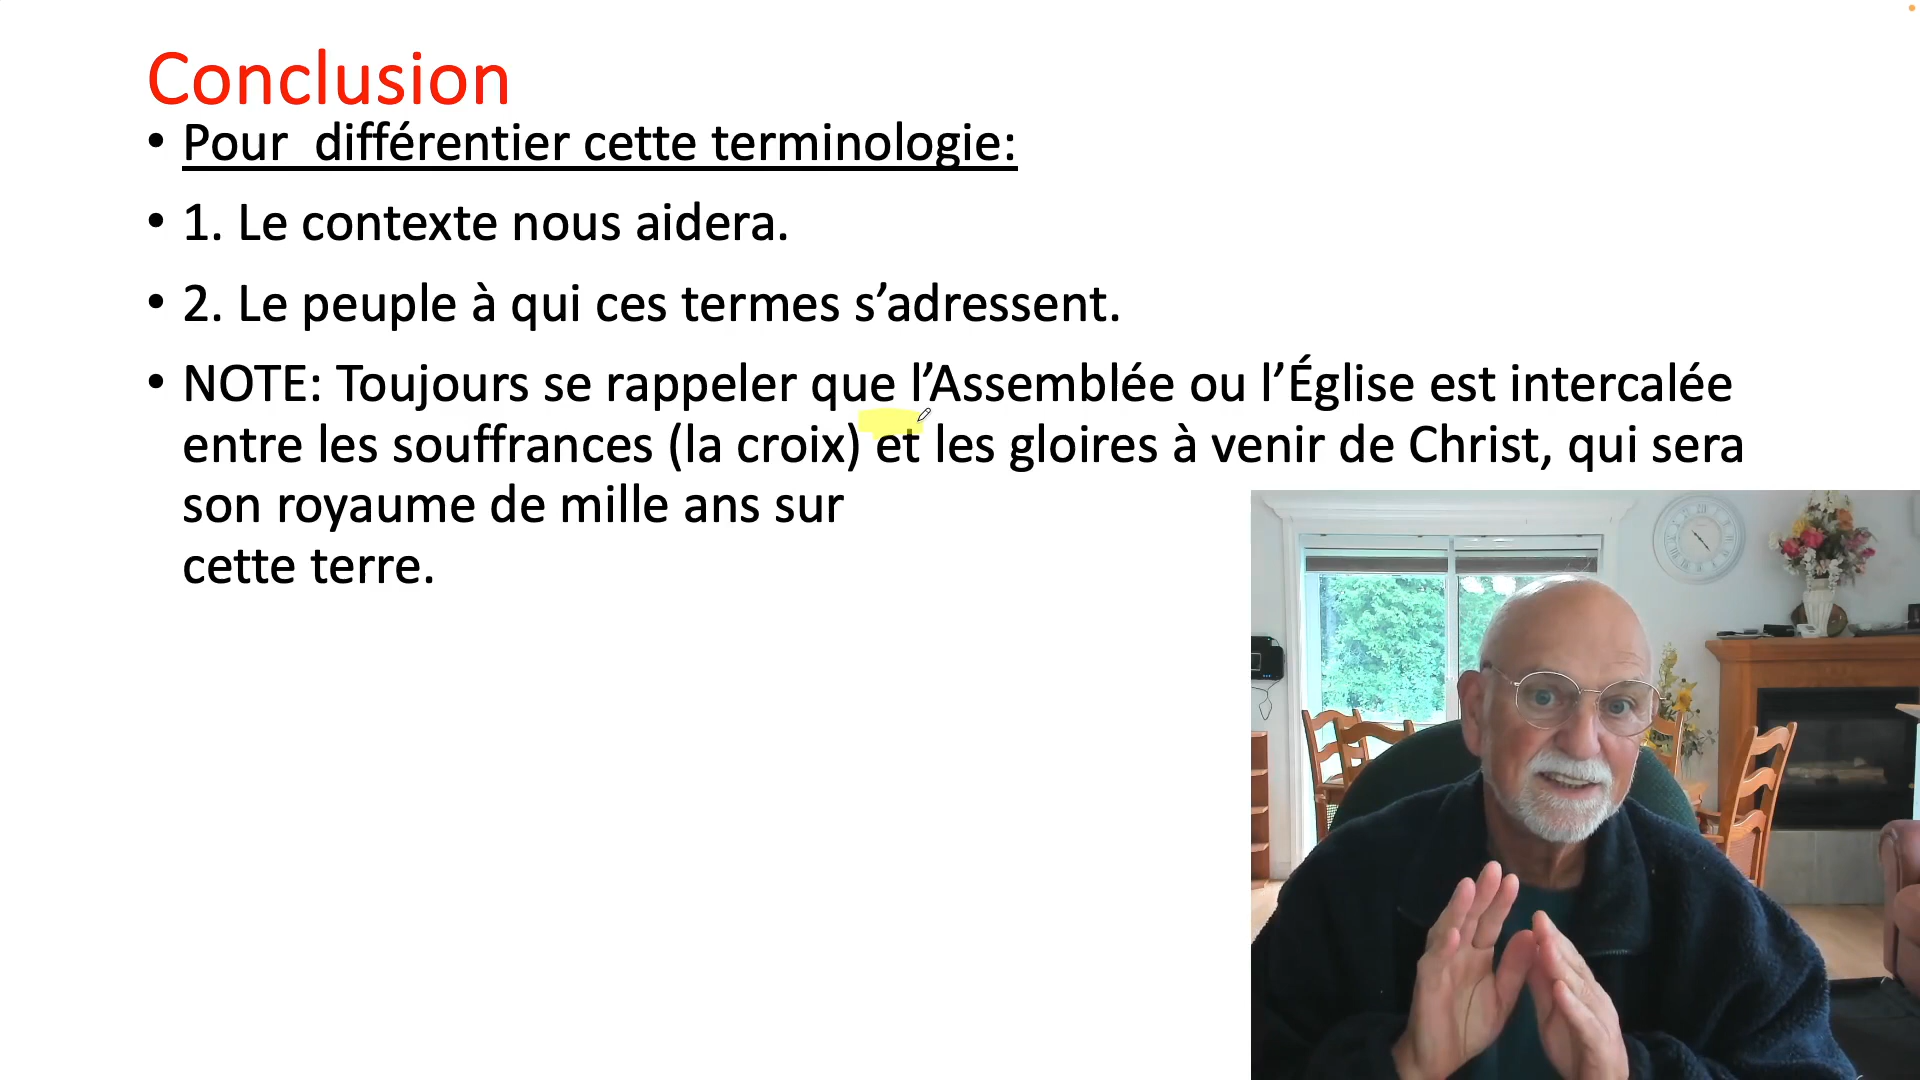 Conclusion
• Pour  différentier cette terminologie:
• 1. Le contexte nous aidera.
• 2. Le peuple à qui ces termes s’adressent.
• NOTE: Toujours se rappeler que l’Assemblée ou l’Église est intercalée
entre les souffrances (la croix) et les gloires à venir de Christ, qui sera
son royaume de mille ans sur
cette terre.